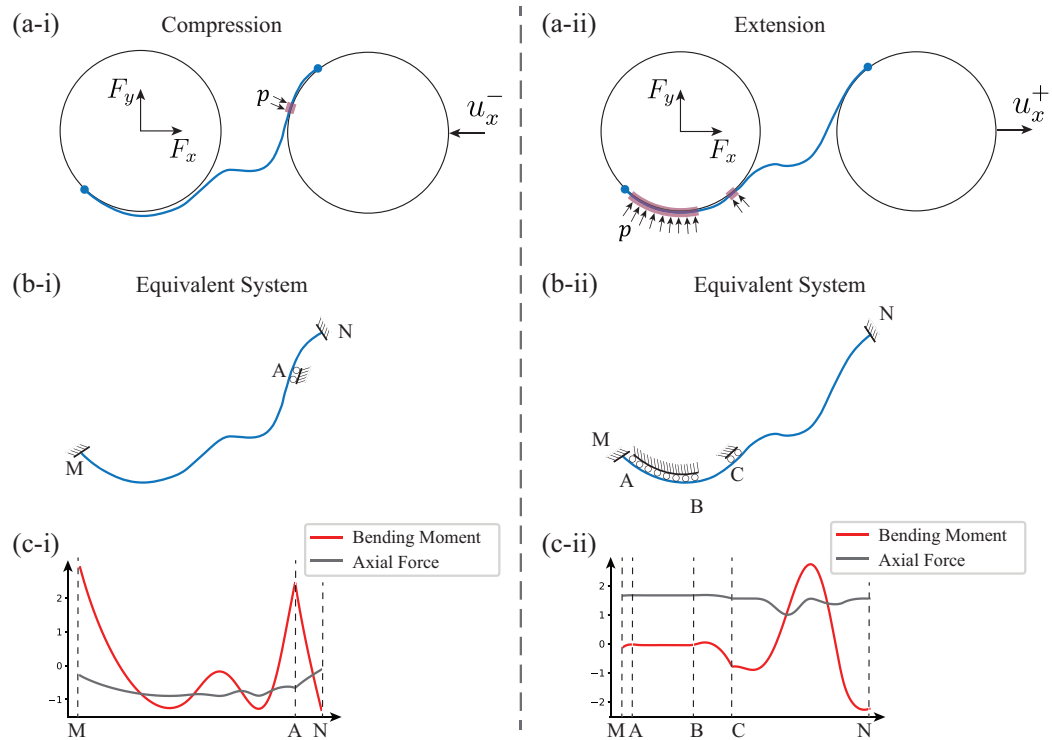 (a-i)
Compression
F_y
F_x
p
u_x^-
(a-ii)
Extension
F_y
F_x
p
u_x^+
(b-i)
Equivalent System
N
A
M
(b-ii)
Equivalent System
N
M
A
B
C
(c-i)
Bending Moment
Axial Force
2
1
0
−1
M
A
N
(c-ii)
Bending Moment
Axial Force
2
1
0
−1
−2
M
A
B
C
N